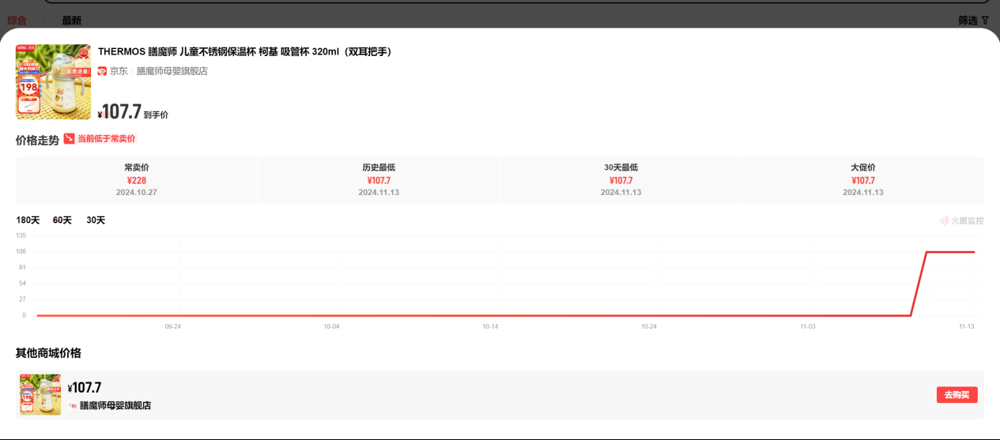 综合
最新
筛选
THERMOS 膳魔师 儿童不锈钢保温杯 柯基 吸管杯 320ml（双耳把手）
京东 膳魔师母婴旗舰店
198
¥107.7 到手价
价格走势 当前低于常卖价
常卖价 历史最低 30天最低 大促价
¥228 ¥107.7 ¥107.7 ¥107.7
2024.10.27 2024.11.13 2024.11.13 2024.11.13
180天 60天 30天
火眼监控
135
108
81
54
27
0
09-24 10-04 10-14 10-24 11-03 11-13
其他商城价格
198
¥107.7
膳魔师母婴旗舰店
去购买